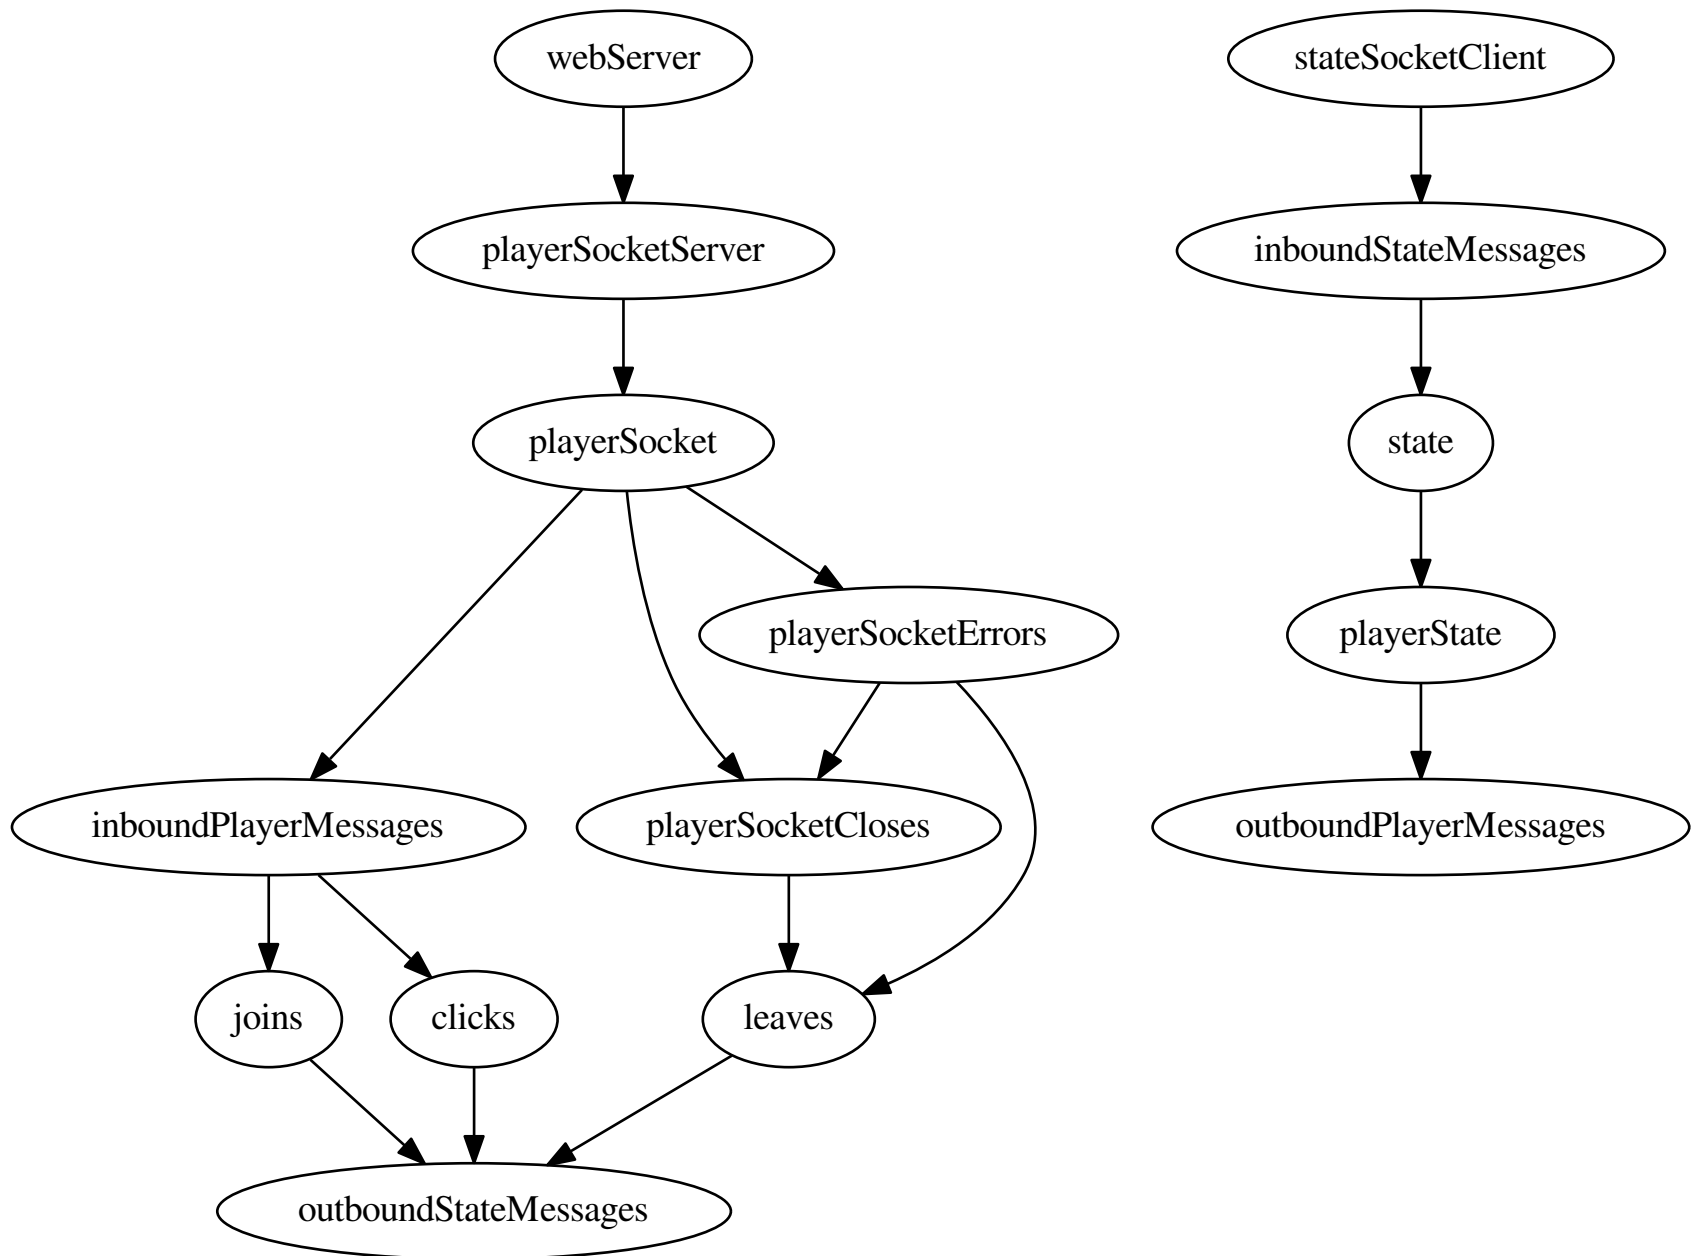 webServer
stateSocketClient
playerSocketServer
inboundStateMessages
playerSocket
state
playerSocketErrors
playerState
inboundPlayerMessages
playerSocketCloses
outboundPlayerMessages
joins
clicks
leaves
outboundStateMessages